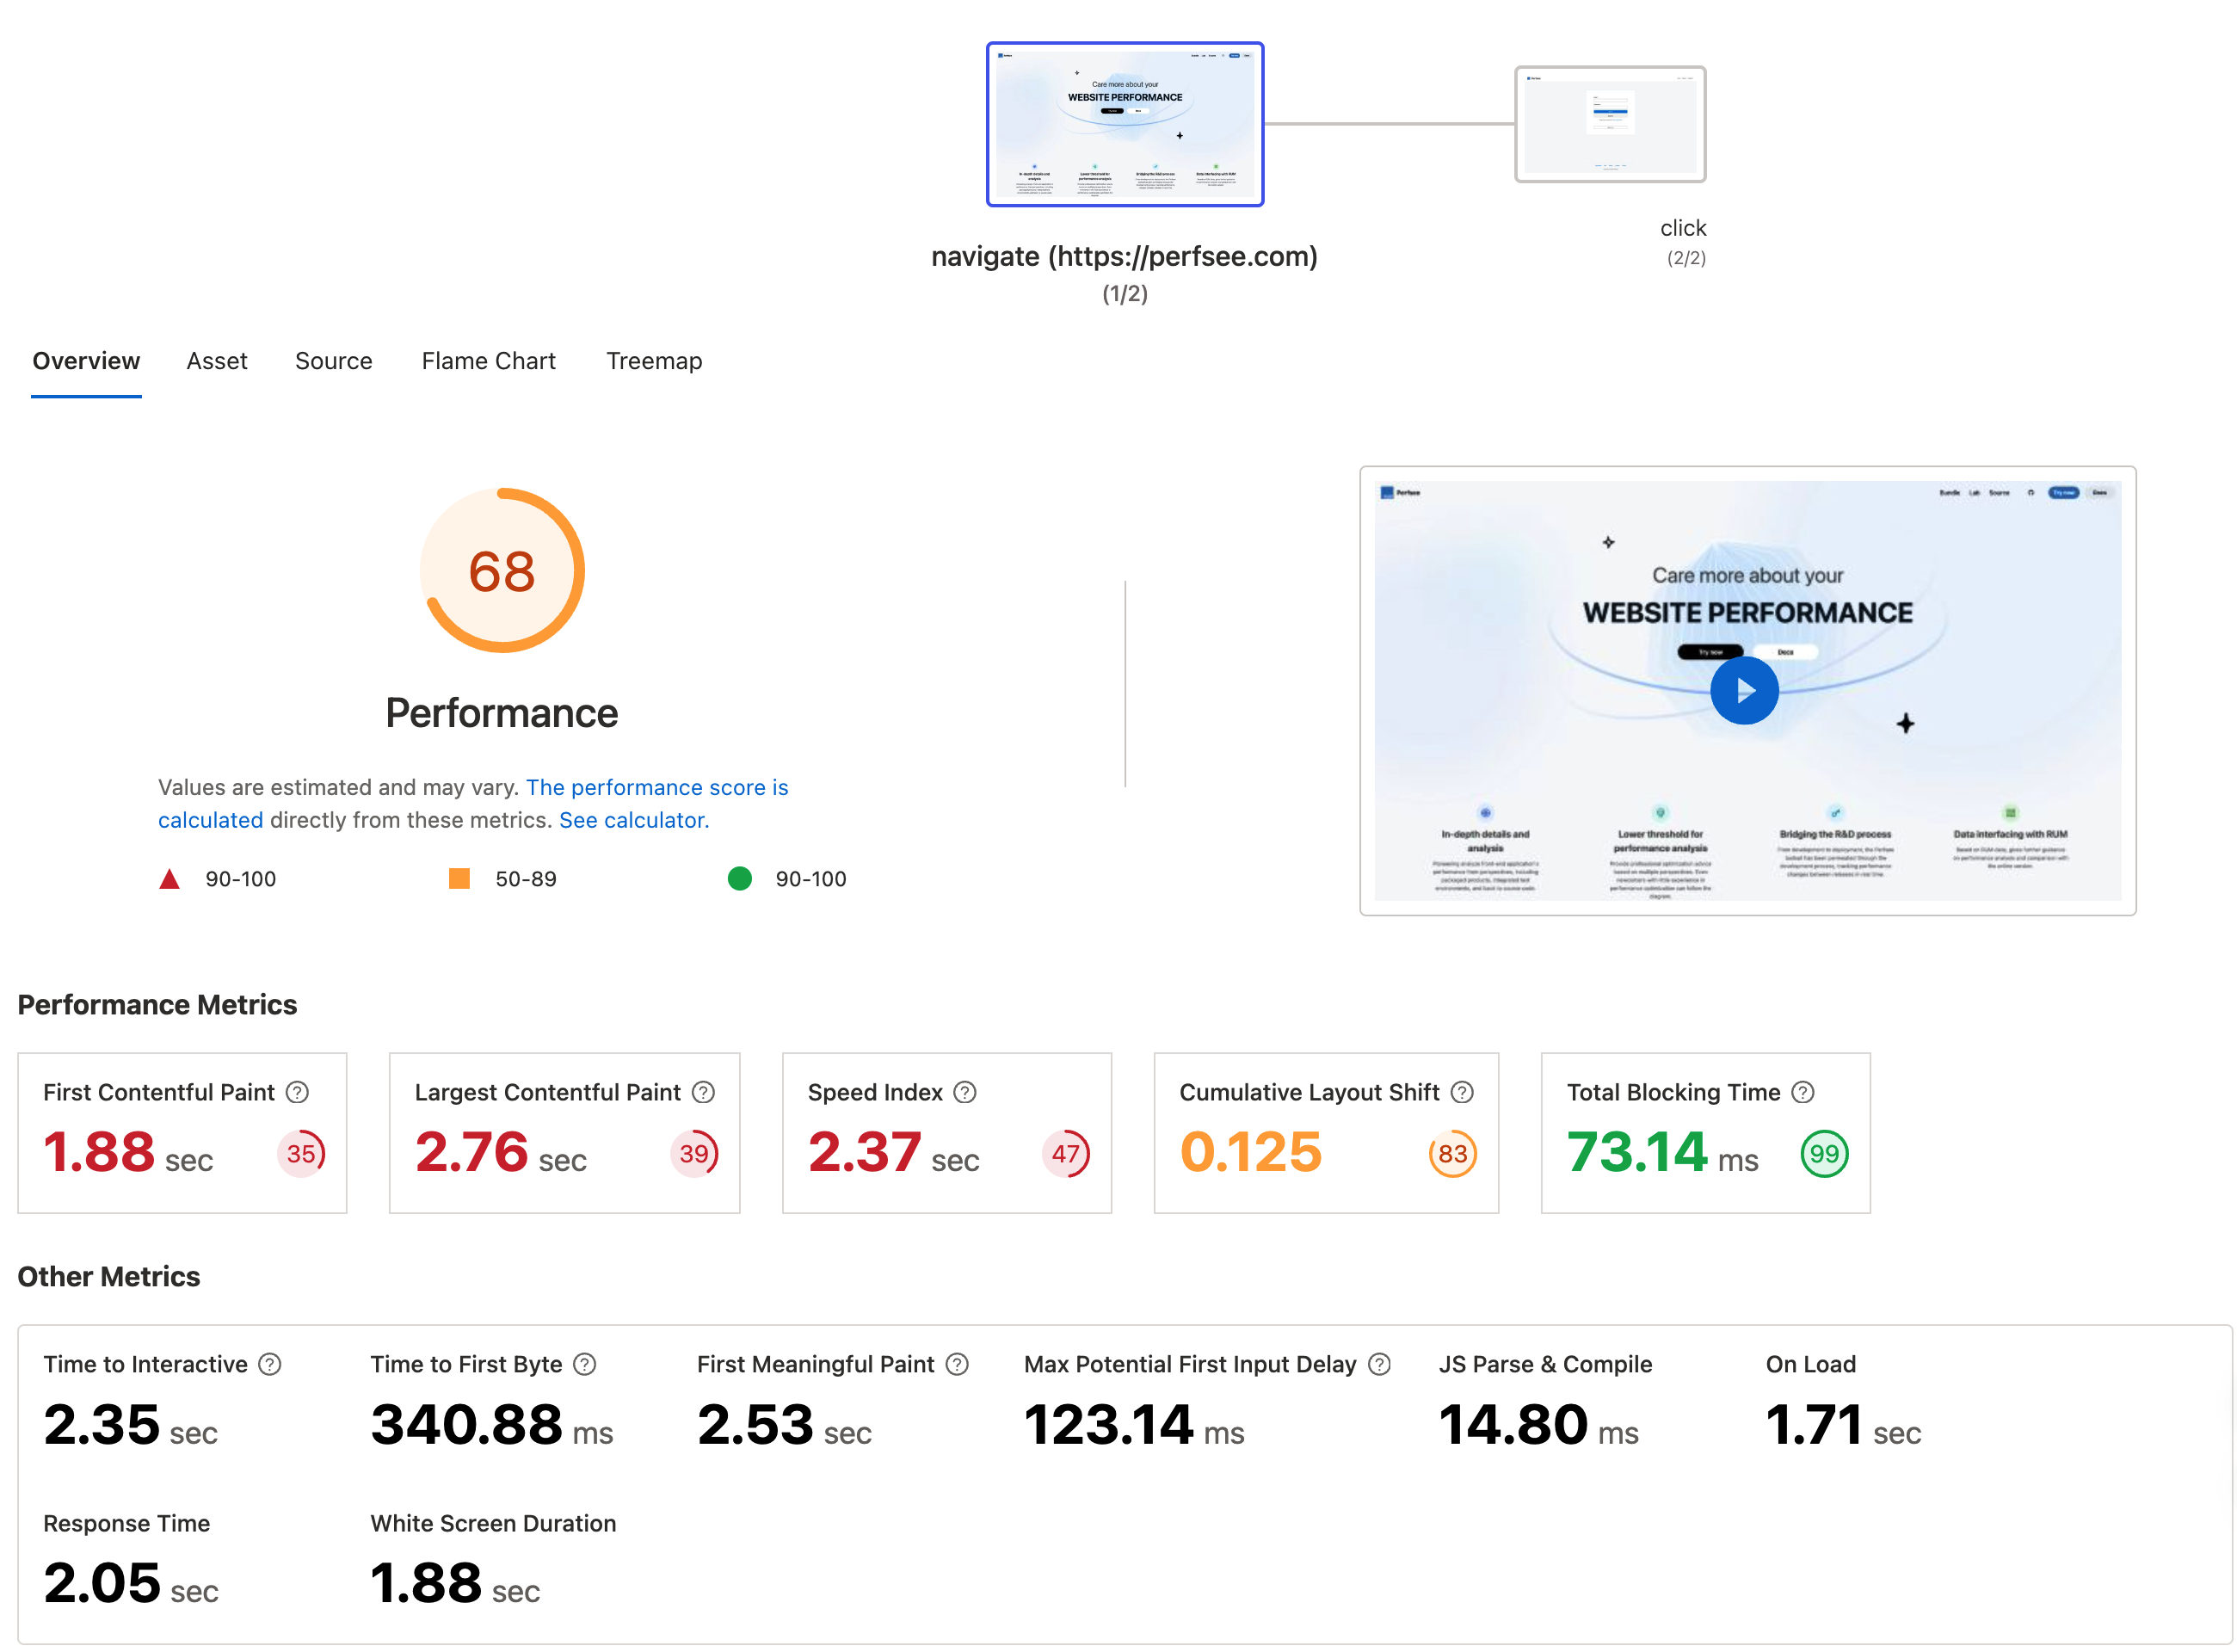 Care more about your
WEBSITE PERFORMANCE
navigate (https://perfsee.com)
(1/2)
click
(2/2)
Overview
Asset
Source
Flame Chart
Treemap
68
Performance
Values are estimated and may vary. The performance score is
calculated directly from these metrics. See calculator.
90-100
50-89
90-100
Perfsee
Bundle
Lab
Source
Try now
Docs
Care more about your
WEBSITE PERFORMANCE
Try now
Docs
In-depth details and
analysis
Lower threshold for
performance analysis
Bridging the R&D process
Data interfacing with RUM
Performance Metrics
First Contentful Paint
1.88 sec
35
Largest Contentful Paint
2.76 sec
39
Speed Index
2.37 sec
47
Cumulative Layout Shift
0.125
83
Total Blocking Time
73.14 ms
99
Other Metrics
Time to Interactive
2.35 sec
Time to First Byte
340.88 ms
First Meaningful Paint
2.53 sec
Max Potential First Input Delay
123.14 ms
JS Parse & Compile
14.80 ms
On Load
1.71 sec
Response Time
2.05 sec
White Screen Duration
1.88 sec